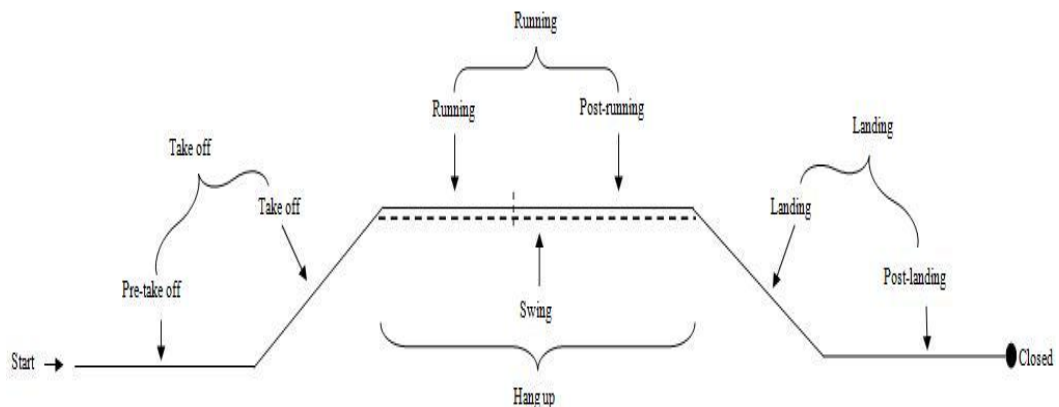 Running
Running
Post-running
Take off
Landing
Take off
Landing
Pre-take off
Post-landing
Swing
Start
Closed
Hang up